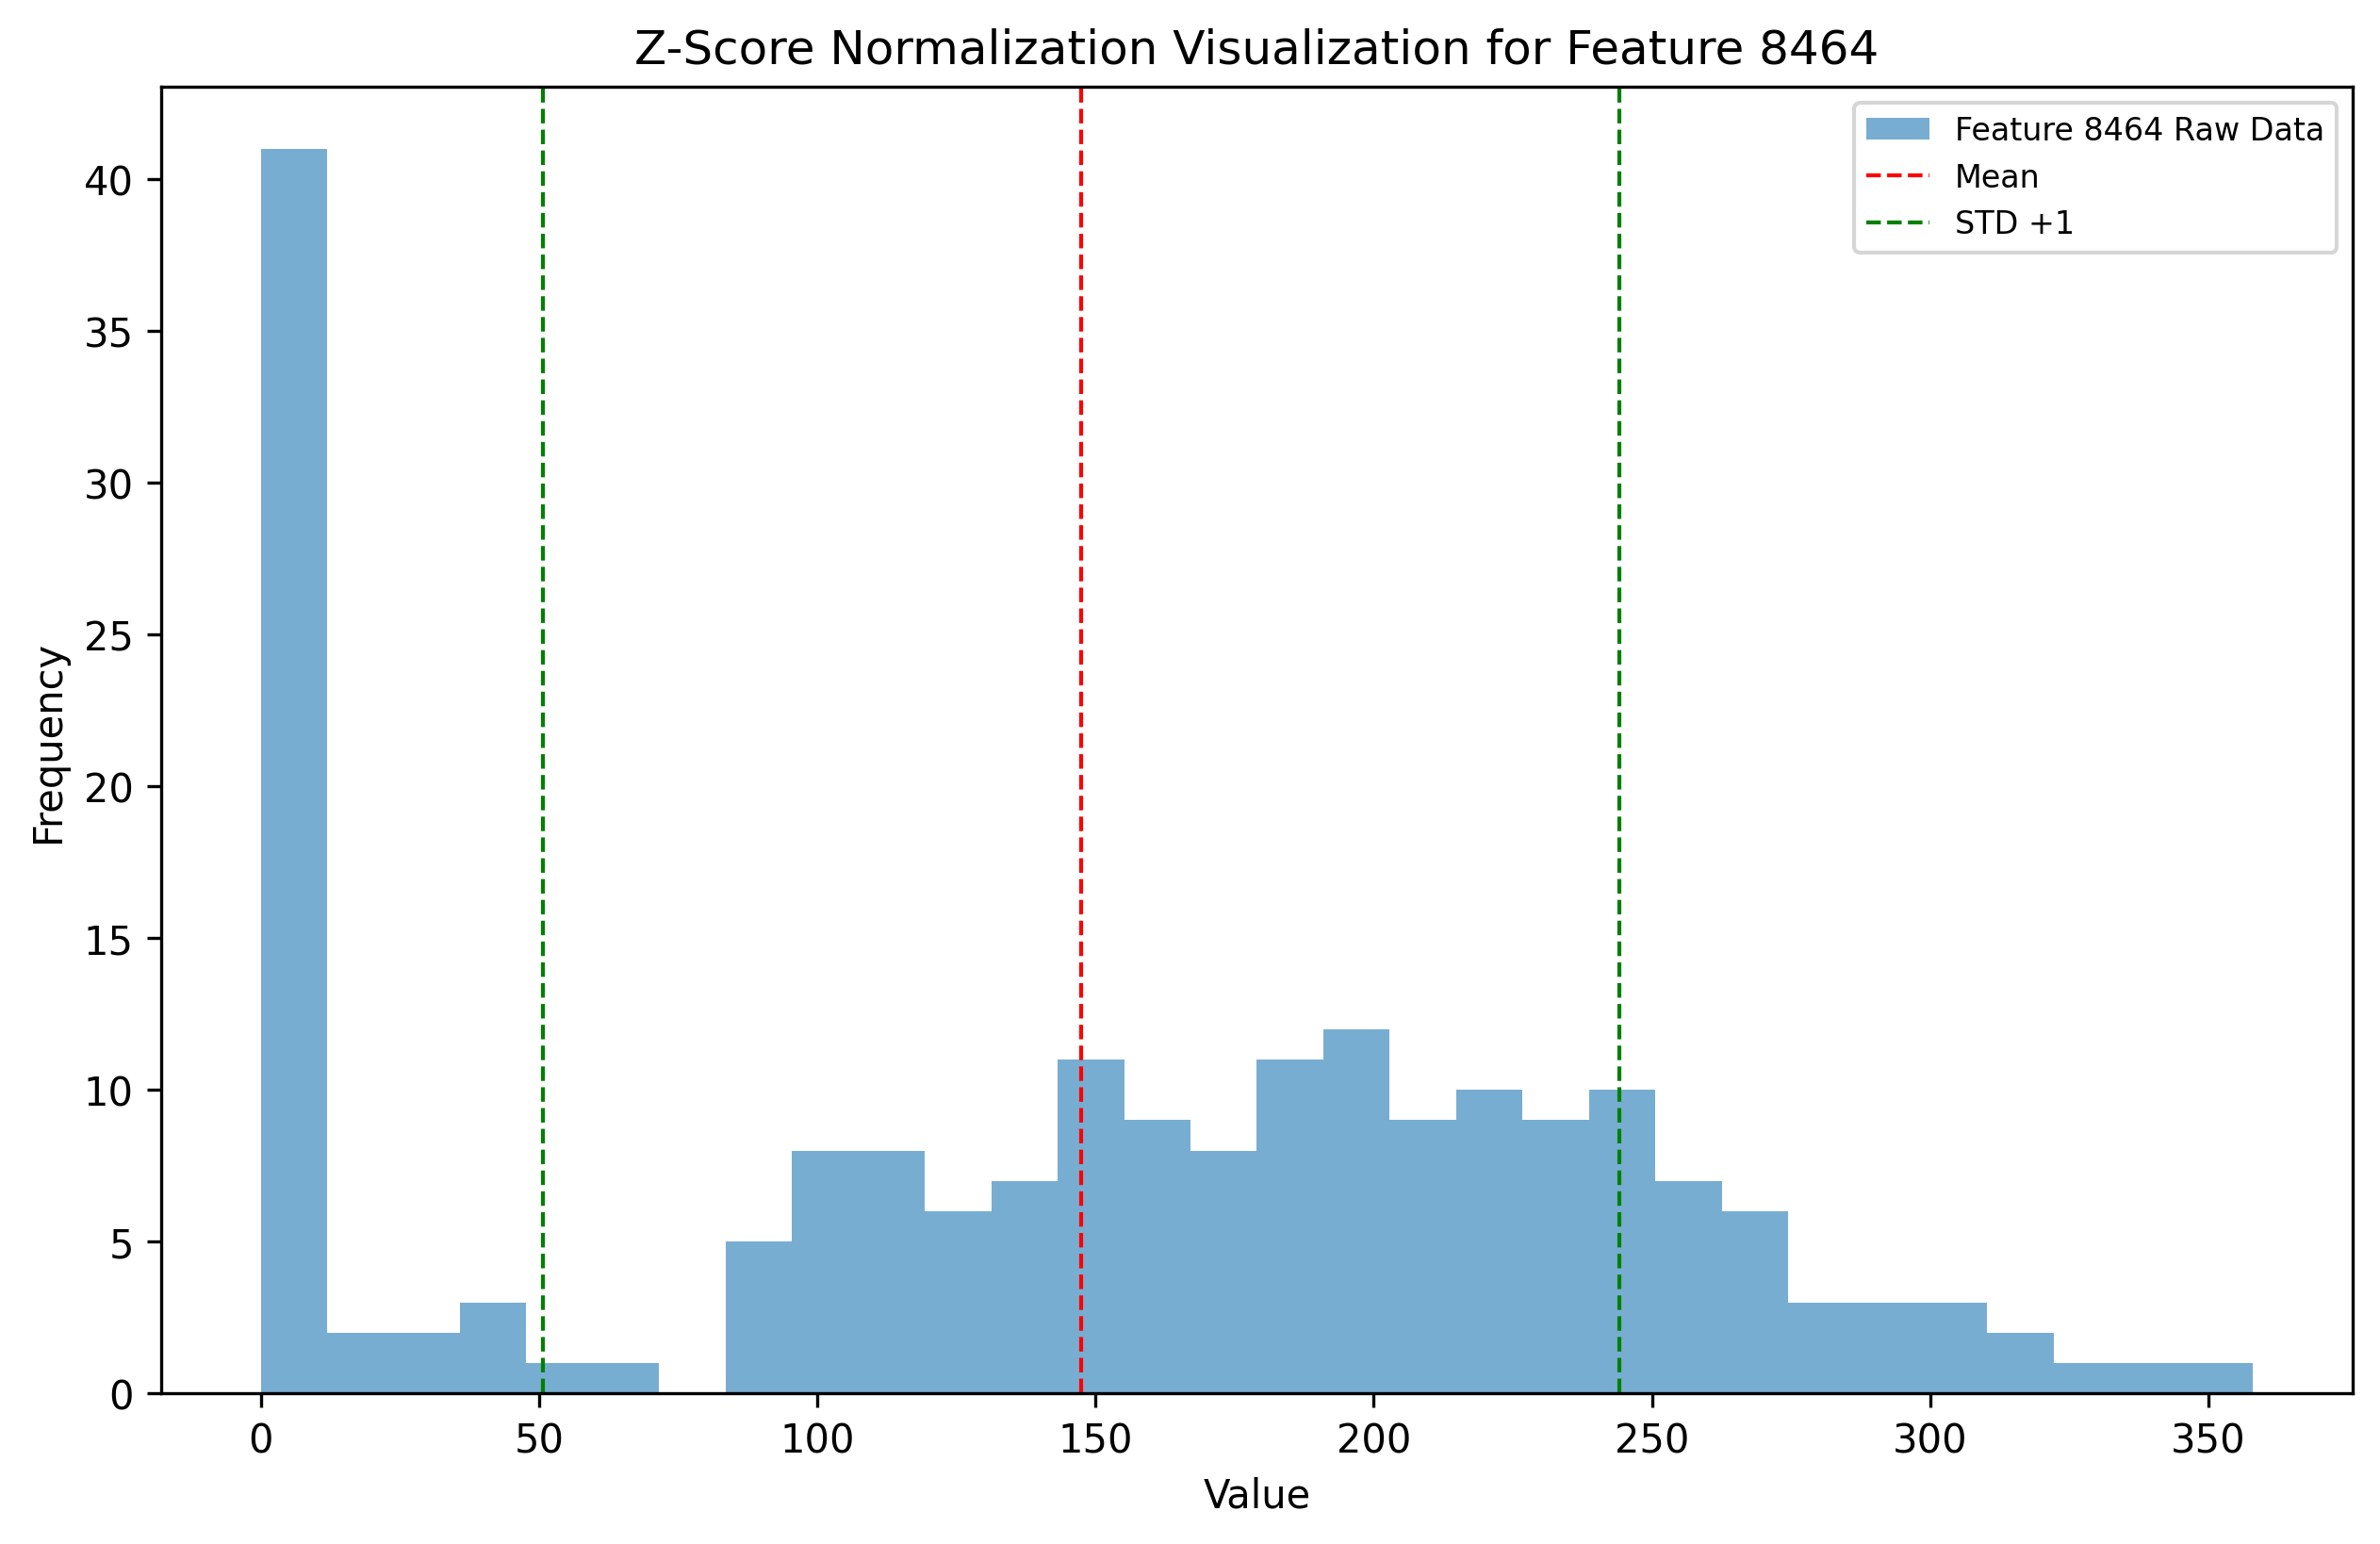 Z-Score Normalization Visualization for Feature 8464
Feature 8464 Raw Data
Mean
STD +1
Frequency
40
35
30
25
20
15
10
5
0
0 50 100 150 200 250 300 350
Value